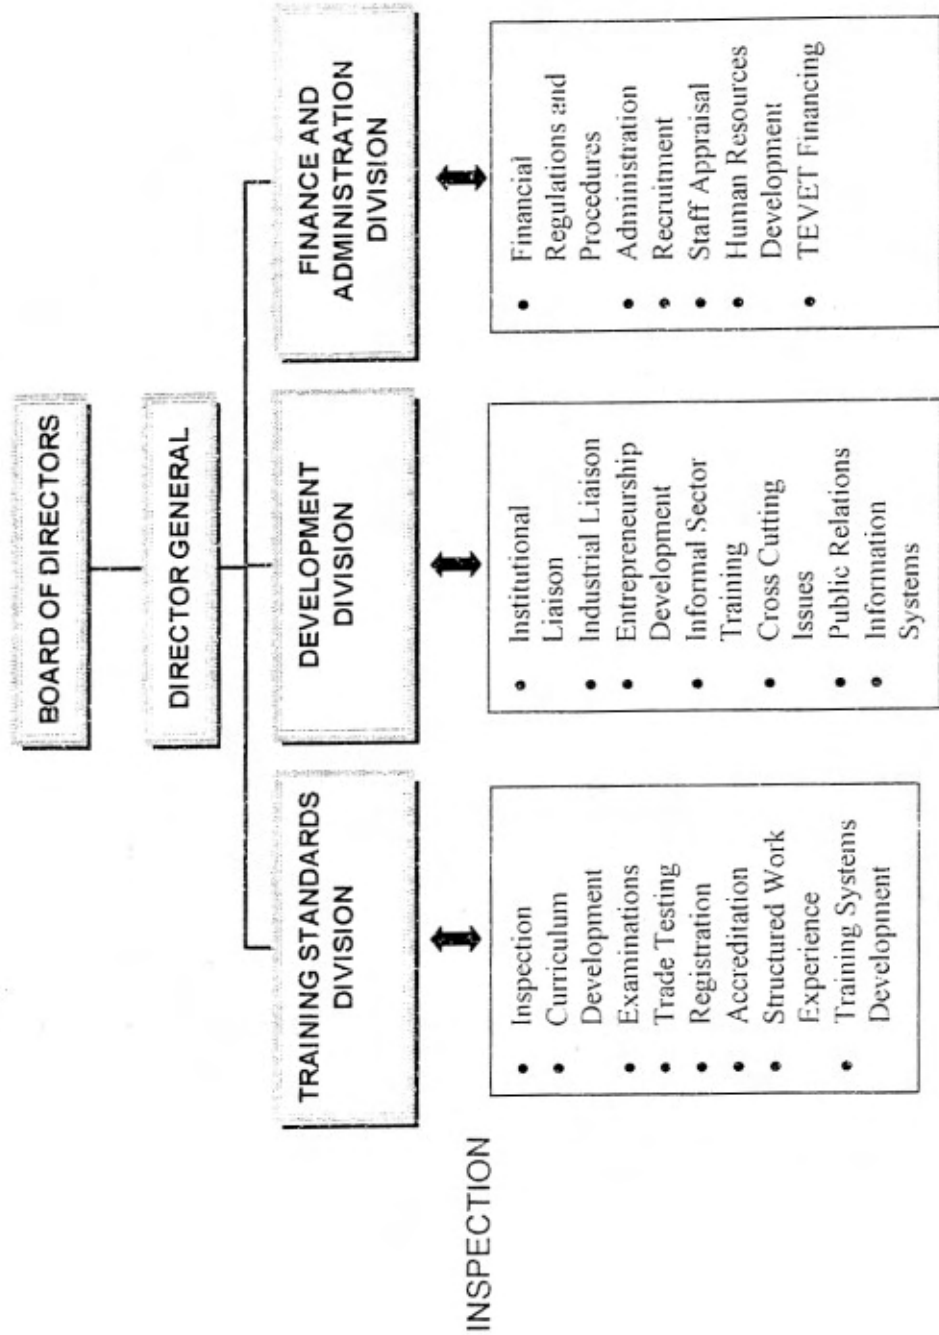 BOARD OF DIRECTORS
DIRECTOR GENERAL
TRAINING STANDARDS
DIVISION
DEVELOPMENT
DIVISION
FINANCE AND
ADMINISTRATION
DIVISION
INSPECTION
• Inspection
• Curriculum
Development
• Examinations
• Trade Testing
• Registration
• Accreditation
• Structured Work
Experience
• Training Systems
Development
• Institutional
Liaison
• Industrial Liaison
• Entrepreneurship
Development
• Informal Sector
Training
• Cross Cutting
Issues
• Public Relations
• Information
Systems
• Financial
Regulations and
Procedures
• Administration
• Recruitment
• Staff Appraisal
• Human Resources
Development
• TEVET Financing